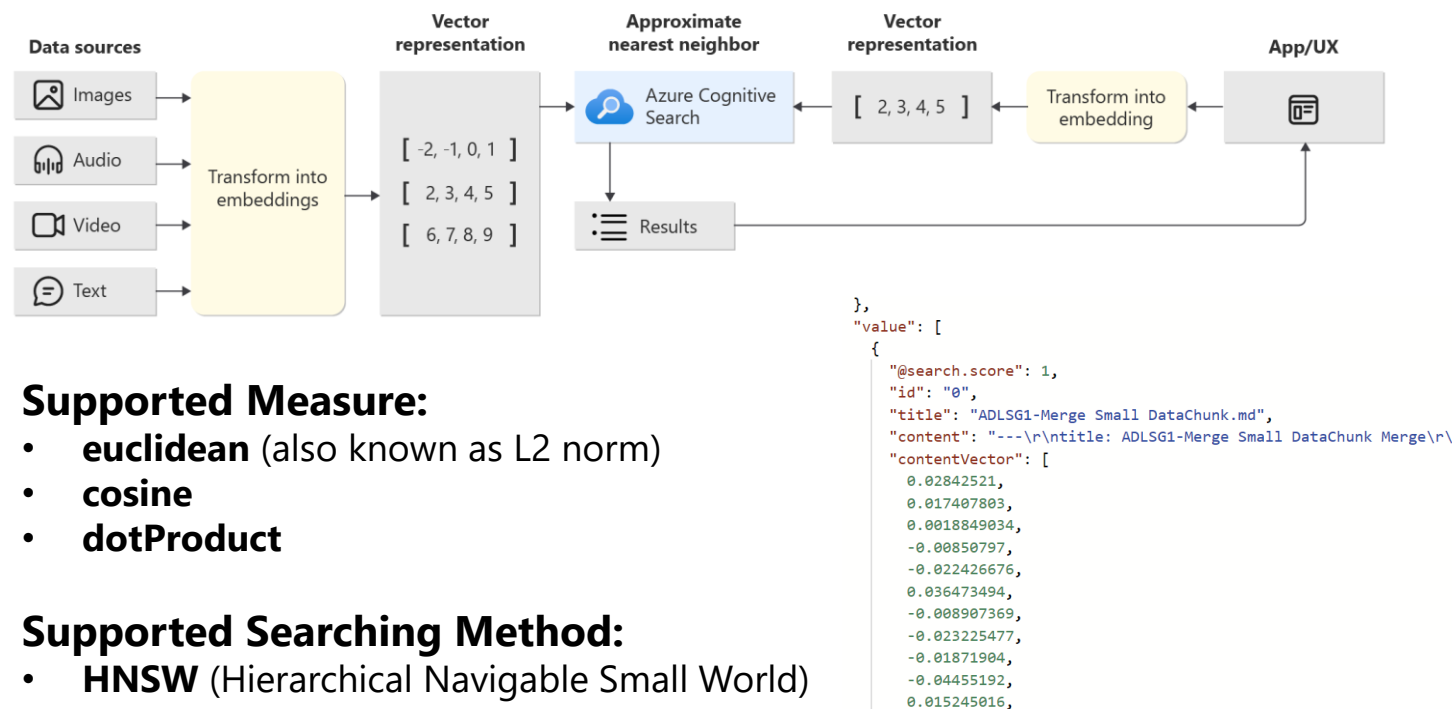 Data sources
Images
Audio
Video
Text
Transform into
embeddings
Vector
representation
[ -2, -1, 0, 1 ]
[ 2, 3, 4, 5 ]
[ 6, 7, 8, 9 ]
Approximate
nearest neighbor
Azure Cognitive
Search
Results
Vector
representation
[ 2, 3, 4, 5 ]
Transform into
embedding
App/UX
Supported Measure:
• euclidean (also known as L2 norm)
• cosine
• dotProduct
Supported Searching Method:
• HNSW (Hierarchical Navigable Small World)
},
"value": [
{
"@search.score": 1,
"id": "0",
"title": "ADLSG1-Merge Small DataChunk.md",
"content": "---\r\ntitle: ADLSG1-Merge Small DataChunk Merge\r\
"contentVector": [
0.02842521,
0.017407803,
0.0018849034,
-0.00850797,
-0.022426676,
0.036473494,
-0.008907369,
-0.023225477,
-0.01871904,
-0.04455192,
0.015245016,